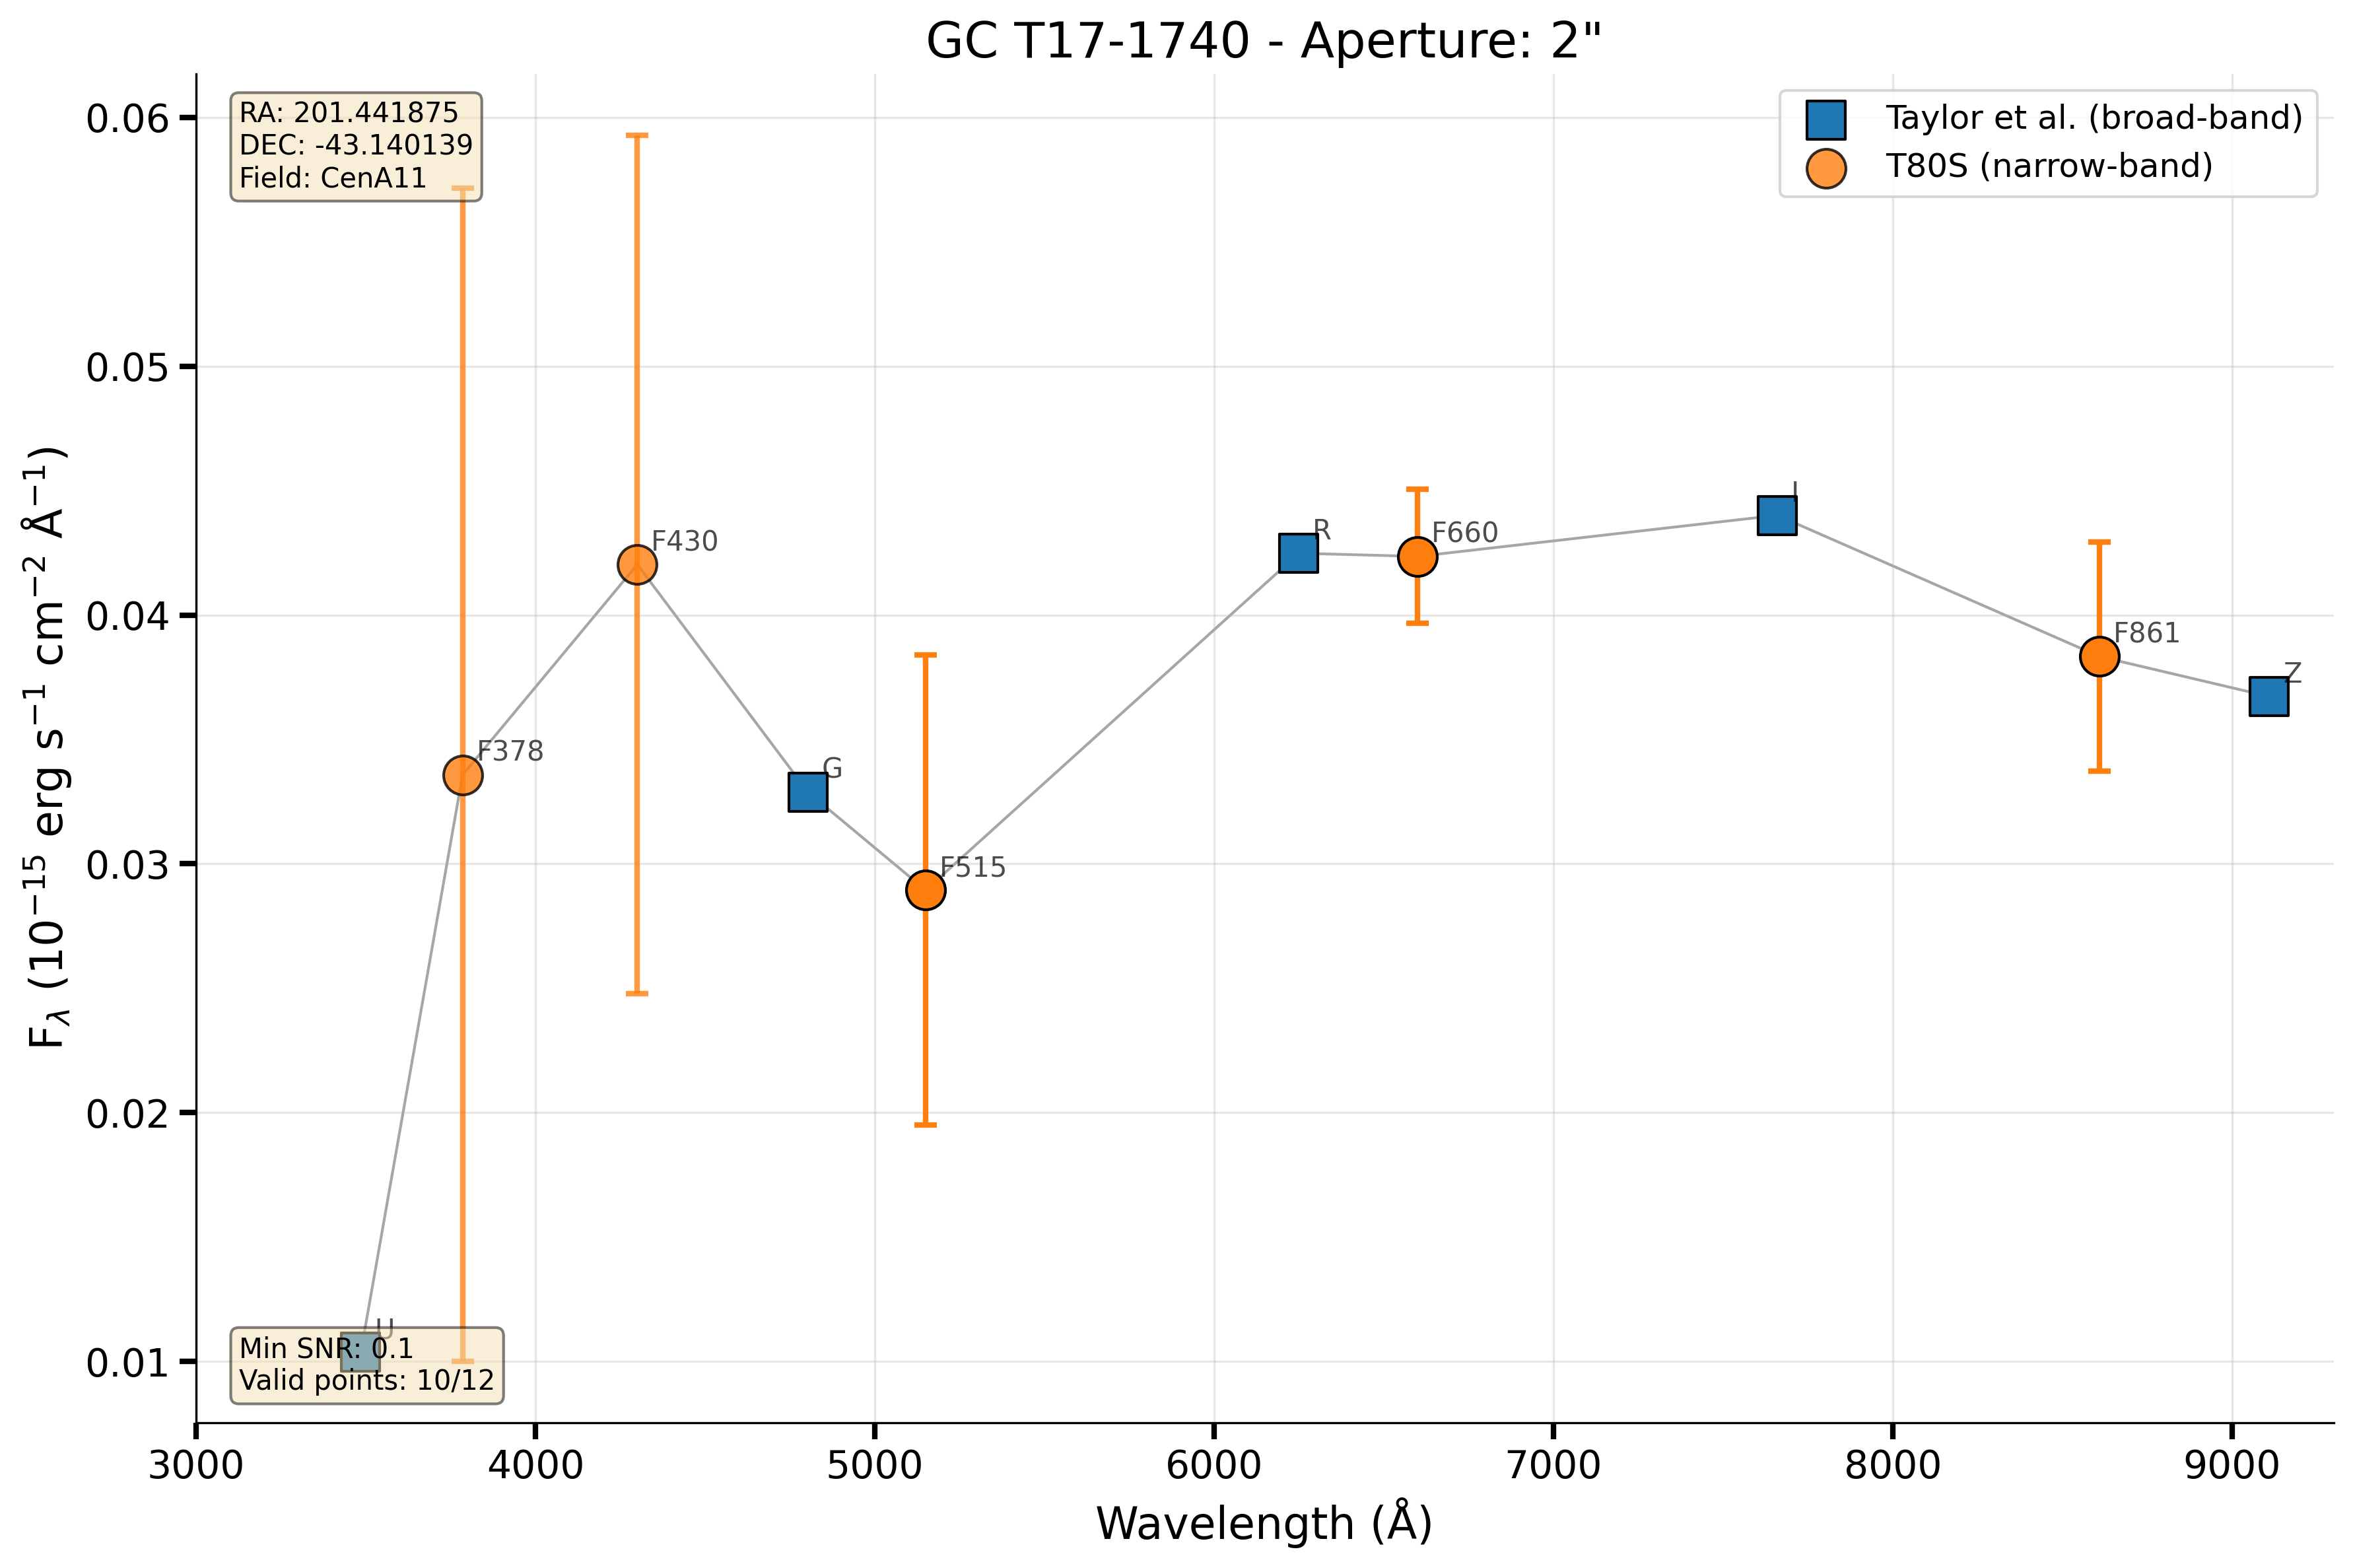 GC T17-1740 - Aperture: 2"
RA: 201.441875
DEC: -43.140139
Field: CenA11
Taylor et al. (broad-band)
T80S (narrow-band)
0.06
0.05
0.04
0.03
0.02
0.01
F_λ (10⁻¹⁵ erg s⁻¹ cm⁻² Å⁻¹)
U
F378
F430
G
F515
R
F660
I
F861
Z
Min SNR: 0.1
Valid points: 10/12
3000 4000 5000 6000 7000 8000 9000
Wavelength (Å)